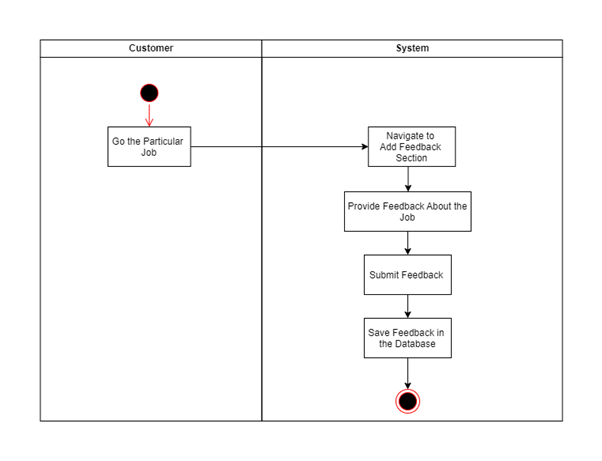 Customer
System
Go the Particular
Job
Navigate to
Add Feedback
Section
Provide Feedback About the
Job
Submit Feedback
Save Feedback in
the Database